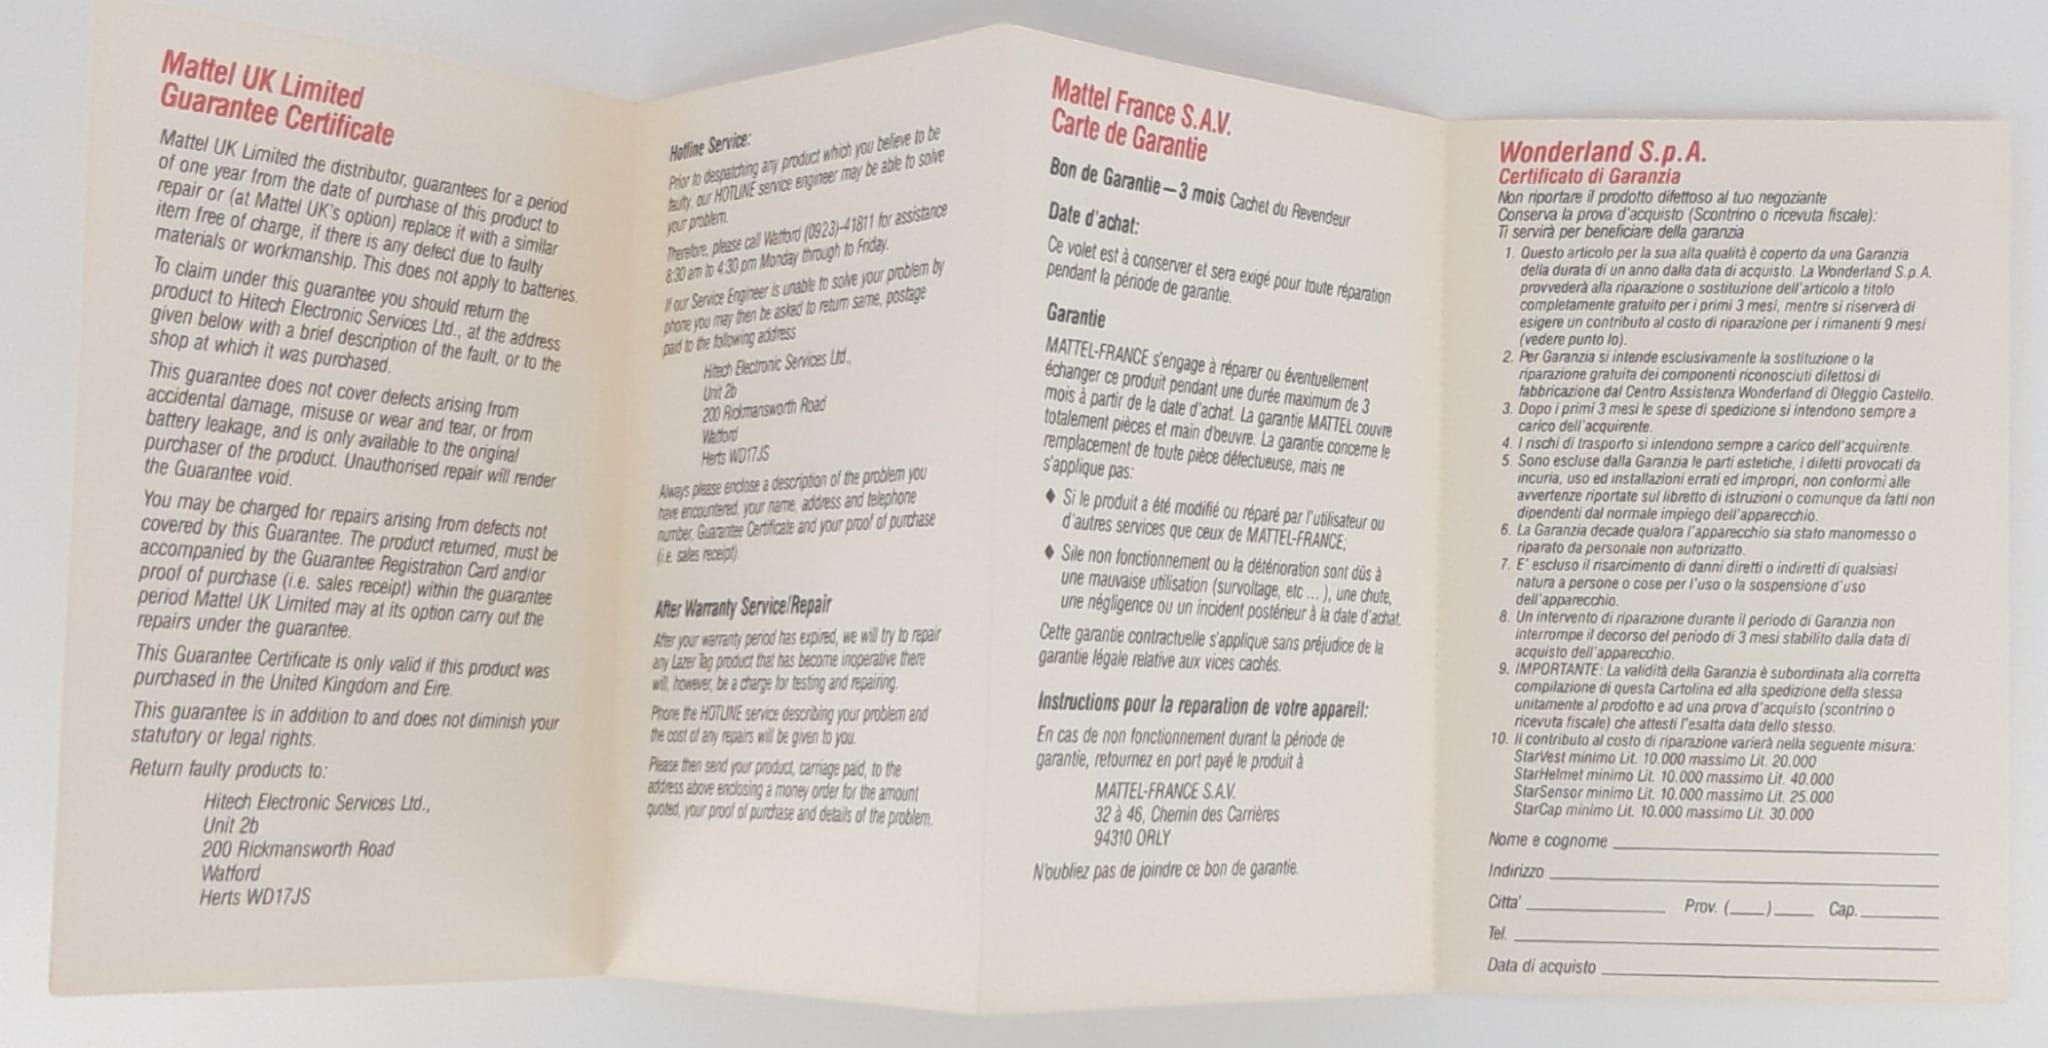 Mattel UK Limited
Guarantee Certificate
Mattel UK Limited the distributor, guarantees for a period
of one year from the date of purchase of this product to
repair or (at Mattel UK's option) replace it with a similar
item free of charge, if there is any defect due to faulty
materials or workmanship. This does not apply to batteries.
To claim under this guarantee you should return the
product to Hitech Electronic Services Ltd., at the address
given below with a brief description of the fault, or to the
shop at which it was purchased.
This guarantee does not cover defects arising from
accidental damage, misuse or wear and tear, or from
battery leakage, and is only available to the original
purchaser of the product. Unauthorised repair will render
the Guarantee void.
You may be charged for repairs arising from defects not
covered by this Guarantee. The product returned, must be
accompanied by the Guarantee Registration Card and/or
proof of purchase (i.e. sales receipt) within the guarantee
period Mattel UK Limited may at its option carry out the
repairs under the guarantee.
This Guarantee Certificate is only valid if this product was
purchased in the United Kingdom and Eire.
This guarantee is in addition to and does not diminish your
statutory or legal rights.
Return faulty products to:
Hitech Electronic Services Ltd.,
Unit 2b
200 Rickmansworth Road
Watford
Herts WD17JS
Hotline Service:
Prior to despatching any product which you believe to be
faulty, our HOTLINE service engineer may be able to solve
your problem.
Therefore, please call Watford (0923)-41811 for assistance
8:30 am to 4:30 pm Monday through to Friday.
If our Service Engineer is unable to solve your problem by
phone you may then be asked to return same, postage
paid to the following address
Hitech Electronic Services Ltd.,
Unit 2b
200 Rickmansworth Road
Watford
Herts WD17JS
Always please enclose a description of the problem you
have encountered, your name, address and telephone
number, Guarantee Certificate and your proof of purchase
(i.e. sales receipt).
After Warranty Service/Repair
After your warranty period has expired, we will try to repair
any Lazer Tag product that has become inoperative there
will, however, be a charge for testing and repairing.
Phone the HOTLINE service describing your problem and
the cost of any repairs will be given to you.
Please then send your product, carriage paid, to the
address above enclosing a money order for the amount
quoted, your proof of purchase and details of the problem.
Mattel France S.A.V.
Carte de Garantie
Bon de Garantie—3 mois Cachet du Revendeur
Date d'achat:
Ce volet est à conserver et sera exigé pour toute réparation
pendant la période de garantie.
Garantie
MATTEL-FRANCE s'engage à réparer ou éventuellement
échanger ce produit pendant une durée maximum de 3
mois à partir de la date d'achat. La garantie MATTEL couvre
totalement pièces et main d'beuvre. La garantie concerne le
remplacement de toute pièce défectueuse, mais ne
s'applique pas:
♦ Si le produit a été modifié ou réparé par l'utilisateur ou
d'autres services que ceux de MATTEL-FRANCE;
♦ Sile non fonctionnement ou la détérioration sont dûs à
une mauvaise utilisation (survoltage, etc ... ), une chute,
une négligence ou un incident postérieur à la date d'achat.
Cette garantie contractuelle s'applique sans préjudice de la
garantie légale relative aux vices cachés.
Instructions pour la reparation de votre appareil:
En cas de non fonctionnement durant la période de
garantie, retournez en port payé le produit à
MATTEL-FRANCE S.A.V.
32 à 46, Chemin des Carrières
94310 ORLY
N'oubliez pas de joindre ce bon de garantie.
Wonderland S.p.A.
Certificato di Garanzia
Non riportare il prodotto difettoso al tuo negoziante
Conserva la prova d'acquisto (Scontrino o ricevuta fiscale):
Ti servirà per beneficiare della garanzia
1. Questo articolo per la sua alta qualità è coperto da una Garanzia
della durata di un anno dalla data di acquisto. La Wonderland S.p.A.
provvederà alla riparazione o sostituzione dell'articolo a titolo
completamente gratuito per i primi 3 mesi, mentre si riserverà di
esigere un contributo al costo di riparazione per i rimanenti 9 mesi
(vedere punto lo).
2. Per Garanzia si intende esclusivamente la sostituzione o la
riparazione gratuita dei componenti riconosciuti difettosi di
fabbricazione dal Centro Assistenza Wonderland di Oleggio Castello.
3. Dopo i primi 3 mesi le spese di spedizione si intendono sempre a
carico dell'acquirente.
4. I rischi di trasporto si intendono sempre a carico dell'acquirente.
5. Sono escluse dalla Garanzia le parti estetiche, i difetti provocati da
incuria, uso ed installazioni errati ed impropri, non conformi alle
avvertenze riportate sul libretto di istruzioni o comunque da fatti non
dipendenti dal normale impiego dell'apparecchio.
6. La Garanzia decade qualora l'apparecchio sia stato manomesso o
riparato da personale non autorizatto.
7. E' escluso il risarcimento di danni diretti o indiretti di qualsiasi
natura a persone o cose per l'uso o la sospensione d'uso
dell'apparecchio.
8. Un intervento di riparazione durante il periodo di Garanzia non
interrompe il decorso del periodo di 3 mesi stabilito dalla data di
acquisto dell'apparecchio.
9. IMPORTANTE: La validità della Garanzia è subordinata alla corretta
compilazione di questa Cartolina ed alla spedizione della stessa
unitamente al prodotto e ad una prova d'acquisto (scontrino o
ricevuta fiscale) che attesti l'esatta data dello stesso.
10. Il contributo al costo di riparazione varierà nella seguente misura:
StarVest minimo Lit. 10.000 massimo Lit. 20.000
StarHelmet minimo Lit. 10.000 massimo Lit. 40.000
StarSensor minimo Lit. 10.000 massimo Lit. 25.000
StarCap minimo Lit. 10.000 massimo Lit. 30.000
Nome e cognome
Indirizzo
Citta' Prov. ( ) Cap.
Tel.
Data di acquisto